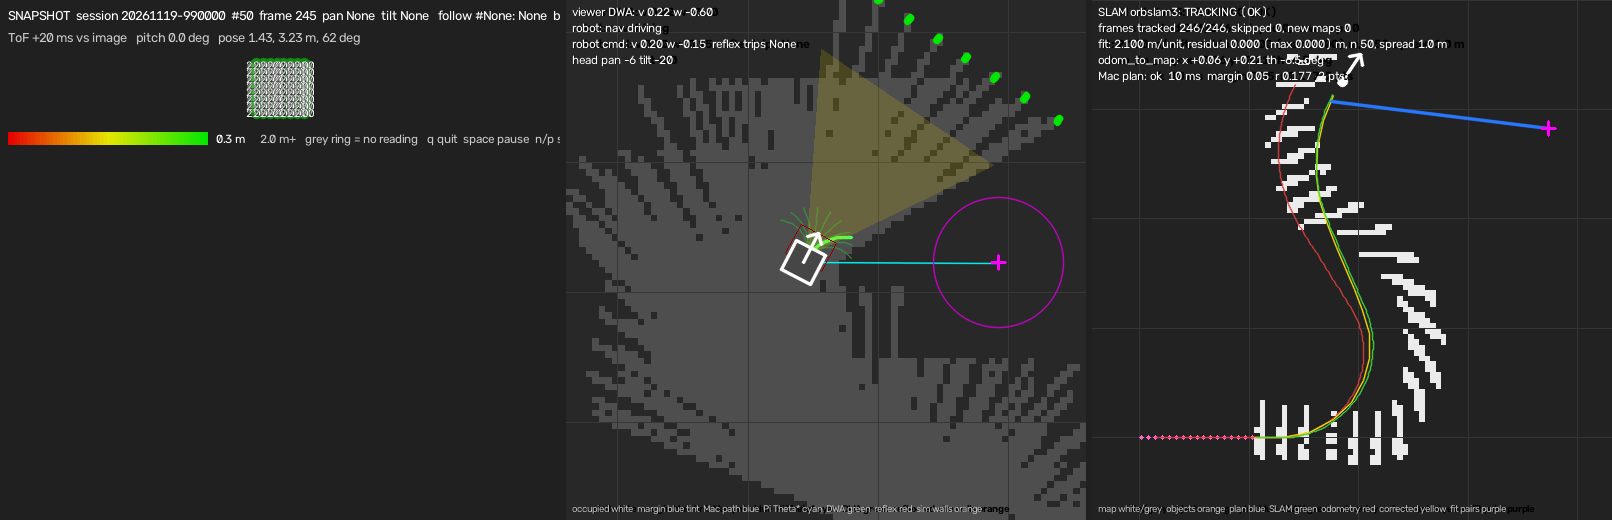 SNAPSHOT session 20261119-990000 #50 frame 245 pan None tilt None follow #None: None b
ToF +20 ms vs image pitch 0.0 deg pose 1.43, 3.23 m, 62 deg
0.3 m 2.0 m+ grey ring = no reading q quit space pause n/p s
viewer DWA: v 0.22 w -0.60
robot: nav driving
robot cmd: v 0.20 w -0.15 reflex trips None
head pan -6 tilt -20
occupied white margin blue tint Mac path blue Pi Theta* cyan DWA green reflex red sim walls orange
SLAM orbslam3: TRACKING (OK)
frames tracked 246/246, skipped 0, new maps 0
fit: 2.100 m/unit, residual 0.000 (max 0.000) m, n 50, spread 1.0 m
odom_to_map: x +0.06 y +0.21 th
Mac plan: ok 10 ms margin 0.05 r 0.177 2 pts
map white/grey objects orange plan blue SLAM green odometry red corrected yellow fit pairs purple